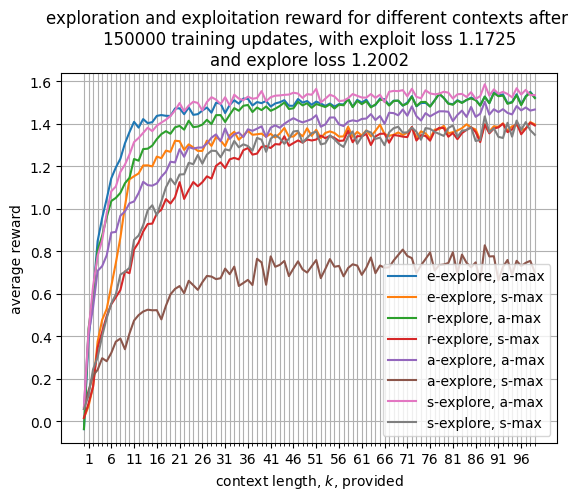 exploration and exploitation reward for different contexts after
150000 training updates, with exploit loss 1.1725
and explore loss 1.2002
1.6
1.4
1.2
1.0
0.8
0.6
0.4
0.2
0.0
average reward
e-explore, a-max
e-explore, s-max
r-explore, a-max
r-explore, s-max
a-explore, a-max
a-explore, s-max
s-explore, a-max
s-explore, s-max
1 6 11 16 21 26 31 36 41 46 51 56 61 66 71 76 81 86 91 96
context length, k, provided